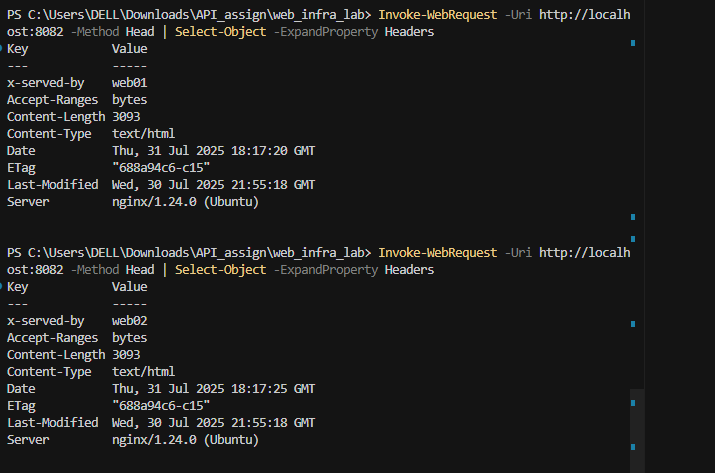 PS C:\Users\DELL\Downloads\API_assign\web_infra_lab> Invoke-WebRequest -Uri http://localh
ost:8082 -Method Head | Select-Object -ExpandProperty Headers
Key Value
--- -----
x-served-by web01
Accept-Ranges bytes
Content-Length 3093
Content-Type text/html
Date Thu, 31 Jul 2025 18:17:20 GMT
ETag "688a94c6-c15"
Last-Modified Wed, 30 Jul 2025 21:55:18 GMT
Server nginx/1.24.0 (Ubuntu)
PS C:\Users\DELL\Downloads\API_assign\web_infra_lab> Invoke-WebRequest -Uri http://localh
ost:8082 -Method Head | Select-Object -ExpandProperty Headers
Key Value
--- -----
x-served-by web02
Accept-Ranges bytes
Content-Length 3093
Content-Type text/html
Date Thu, 31 Jul 2025 18:17:25 GMT
ETag "688a94c6-c15"
Last-Modified Wed, 30 Jul 2025 21:55:18 GMT
Server nginx/1.24.0 (Ubuntu)